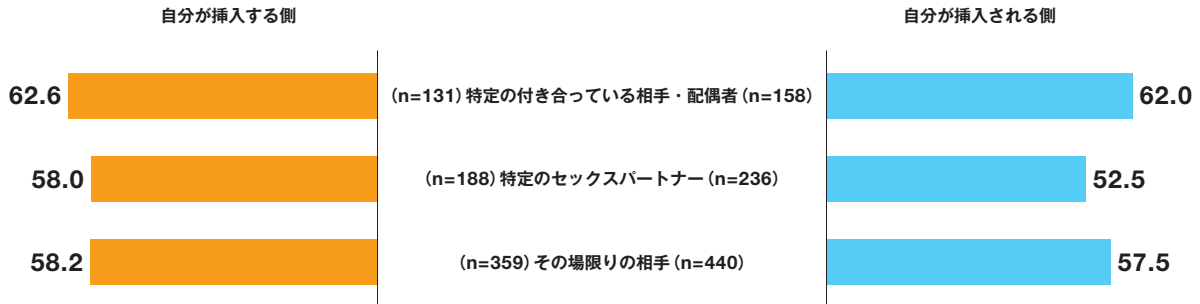 自分が挿入する側 自分が挿入される側
62.6 (n=131) 特定の付き合っている相手・配偶者 (n=158) 62.0
58.0 (n=188) 特定のセックスパートナー (n=236) 52.5
58.2 (n=359) その場限りの相手 (n=440) 57.5